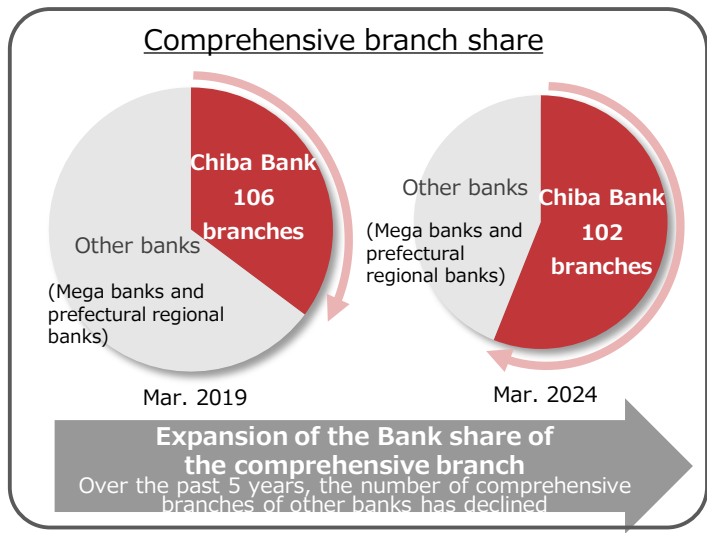 Comprehensive branch share
Chiba Bank
106
branches
Other banks
(Mega banks and
prefectural regional
banks)
Mar. 2019
Chiba Bank
102
branches
Other banks
(Mega banks and
prefectural
regional banks)
Mar. 2024
Expansion of the Bank share of
the comprehensive branch
Over the past 5 years, the number of comprehensive
branches of other banks has declined